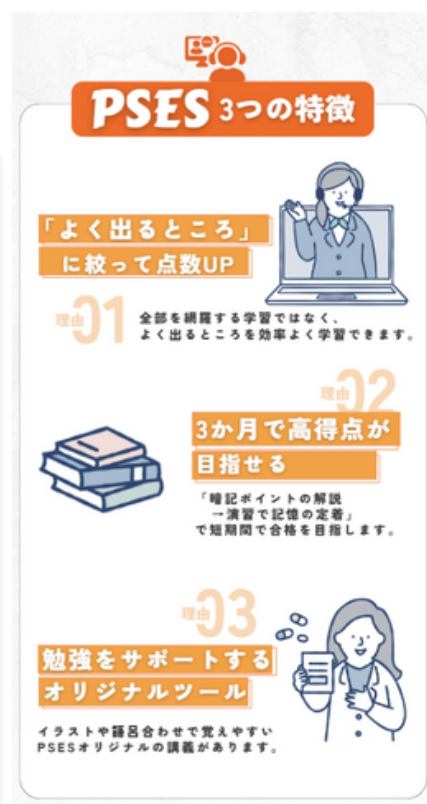 PSES 3つの特徴
「よく出るところ」
に絞って点数UP
理由01
全部を網羅する学習ではなく、
よく出るところを効率よく学習できます。
理由02
3か月で高得点が
目指せる
「暗記ポイントの解説
→演習で記憶の定着」
で短期間で合格を目指します。
理由03
勉強をサポートする
オリジナルツール
イラストや語呂合わせで覚えやすい
PSESオリジナルの講義があります。